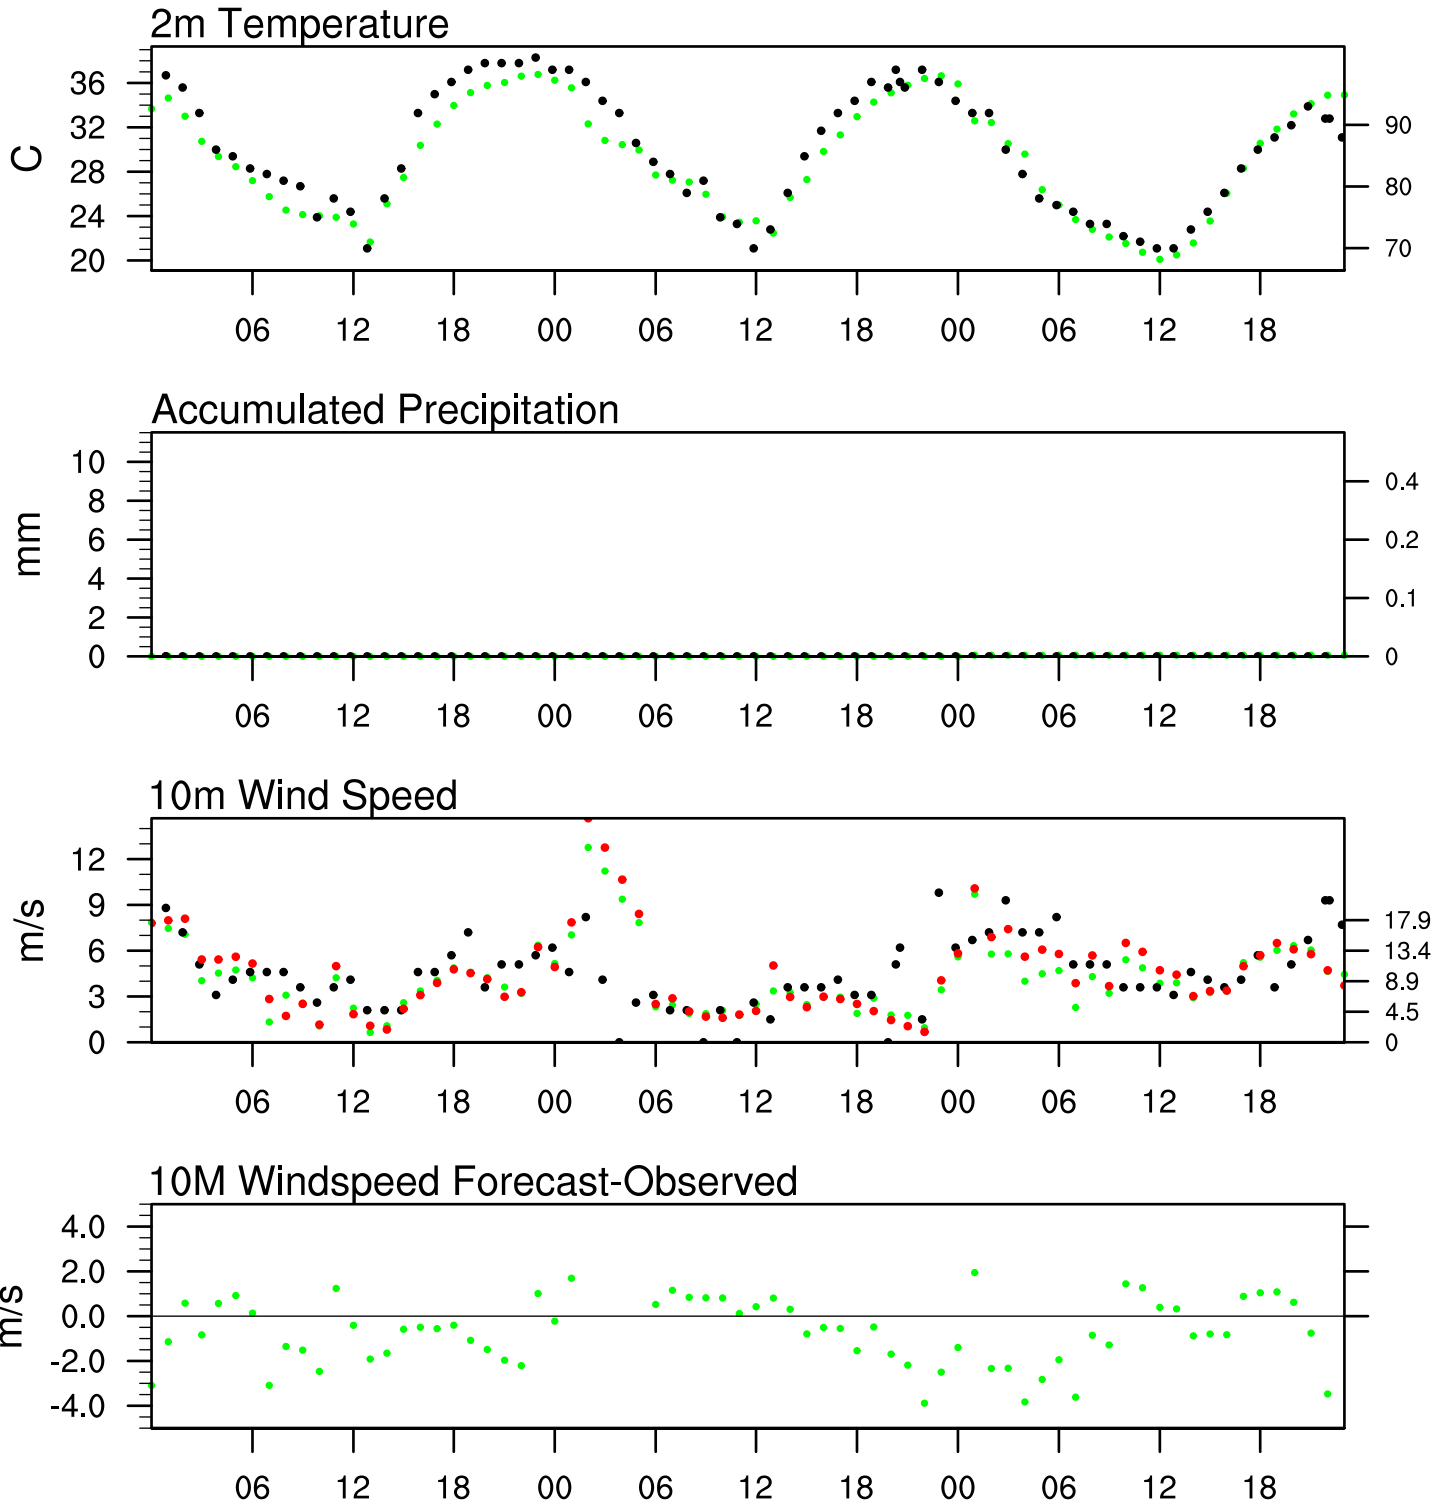 2m Temperature
C
36
32
28
24
20
90
80
70
06 12 18 00 06 12 18 00 06 12 18
Accumulated Precipitation
mm
10
8
6
4
2
0
0.4
0.2
0.1
0
06 12 18 00 06 12 18 00 06 12 18
10m Wind Speed
m/s
12
9
6
3
0
17.9
13.4
8.9
4.5
0
06 12 18 00 06 12 18 00 06 12 18
10M Windspeed Forecast-Observed
m/s
4.0
2.0
0.0
-2.0
-4.0
06 12 18 00 06 12 18 00 06 12 18